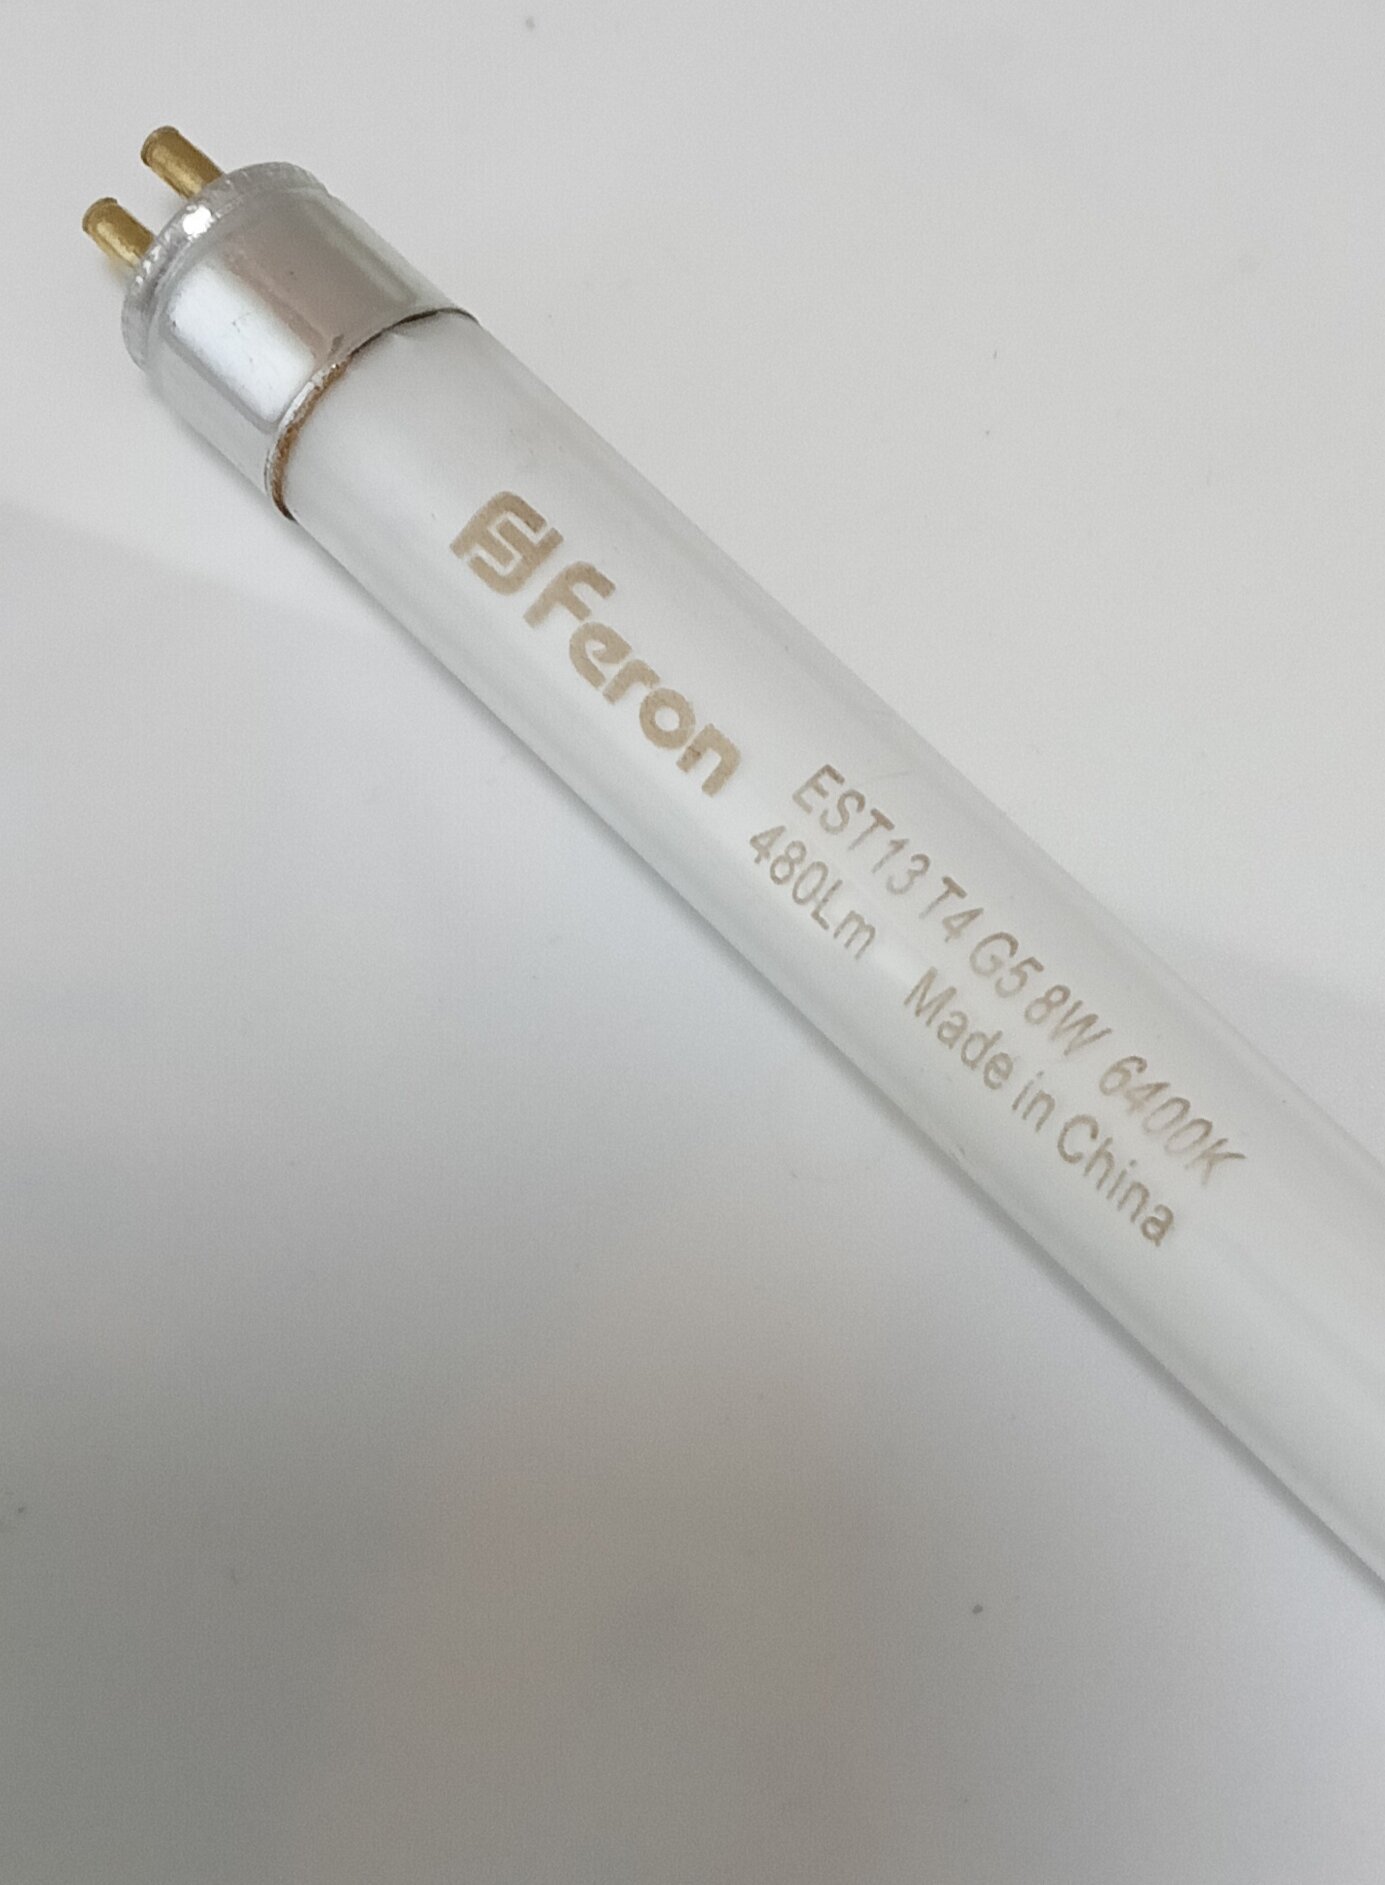 Feron
EST13 T4 G5 8W 6400K
480Lm Made in China